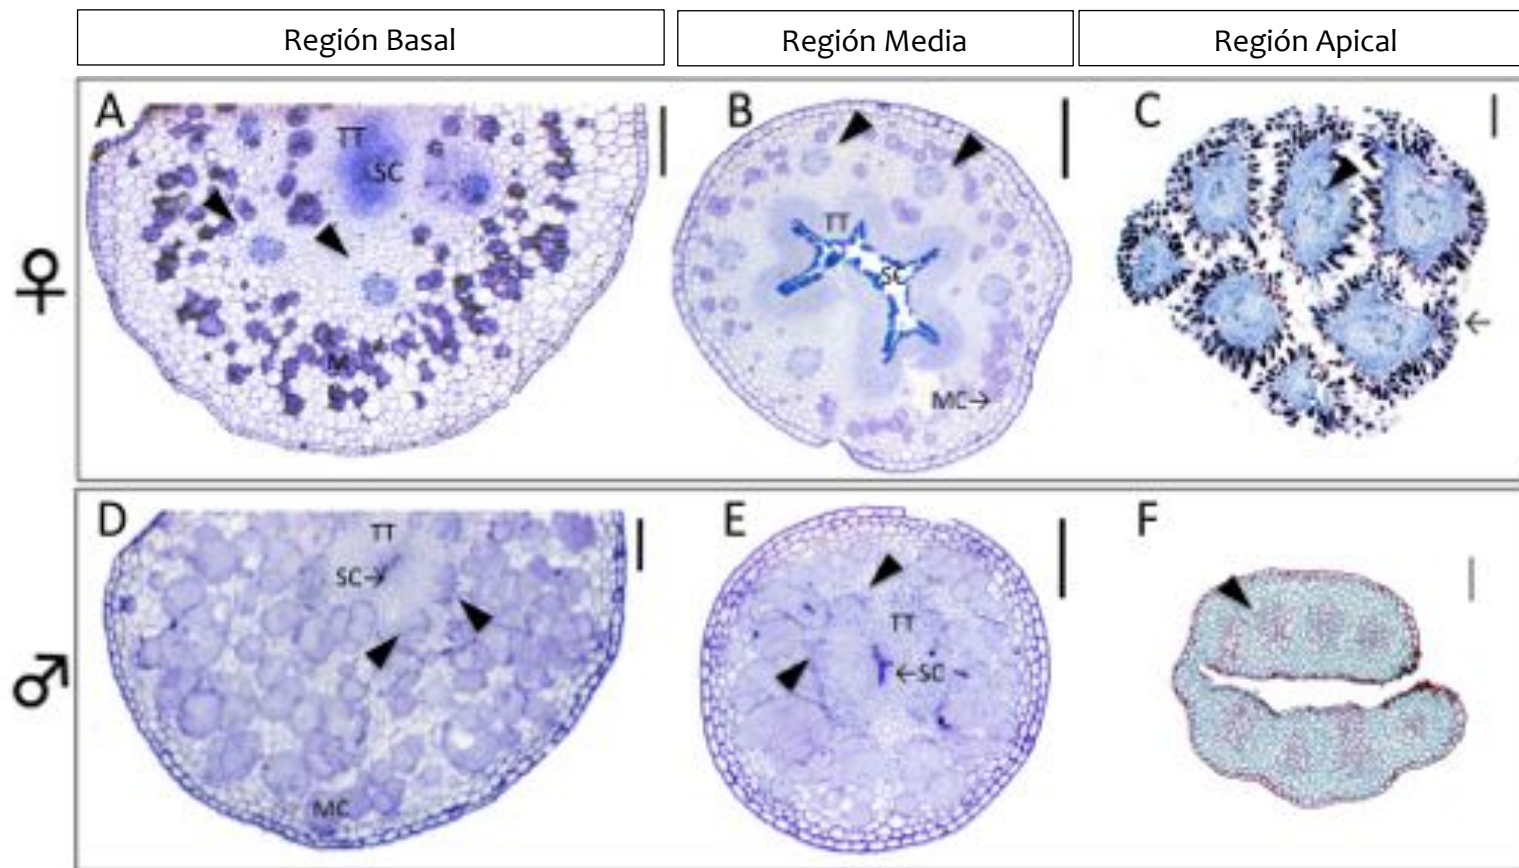 Región Basal
Región Media
Región Apical
A
TT
SC
M
B
TT
SC
MC→
C
←
♀
D
TT
SC→
MC
E
TT
←SC
F
♂